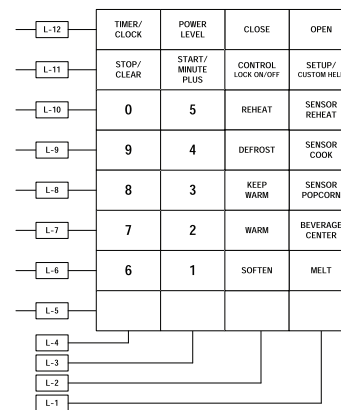 L-12 TIMER/ CLOCK POWER LEVEL CLOSE OPEN
L-11 STOP/ CLEAR START/ MINUTE PLUS CONTROL LOCK ON/OFF SETUP/ CUSTOM HEL
L-10 0 5 REHEAT SENSOR REHEAT
L-9 9 4 DEFROST SENSOR COOK
L-8 8 3 KEEP WARM SENSOR POPCORN
L-7 7 2 WARM BEVERAGE CENTER
L-6 6 1 SOFTEN MELT
L-5
L-4
L-3
L-2
L-1